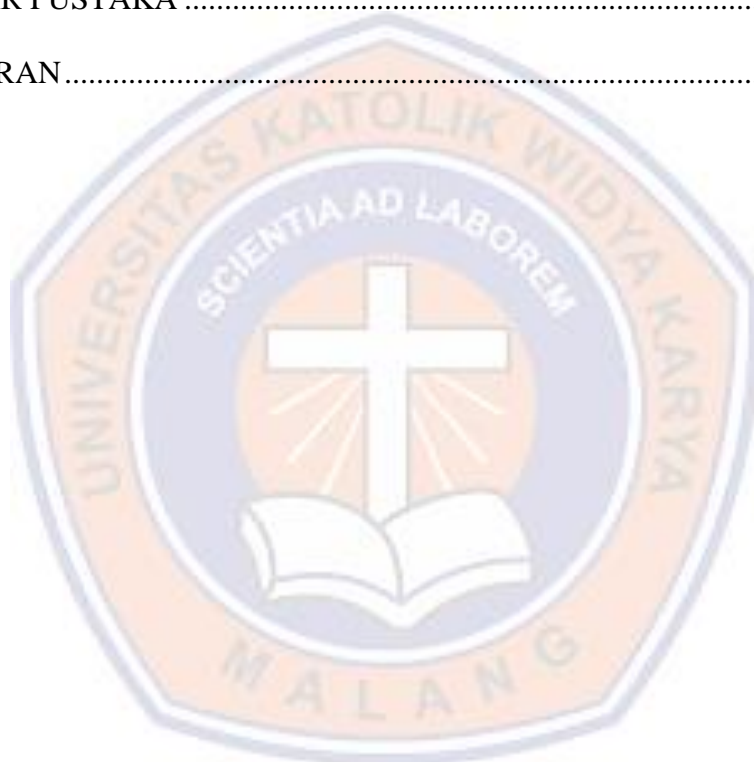 R PUSTAKA ........................................................................
RAN...........................................................................................
UNIVERSITAS KATOLIK WIDYA KARYA
SCIENTIA AD LABOREM
MALANG